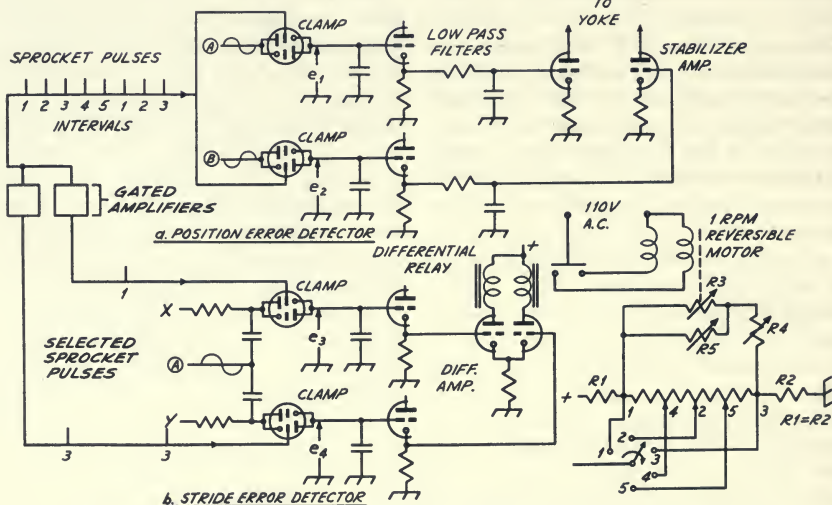 TO
YOKE
CLAMP
A
e1
LOW PASS
FILTERS
STABILIZER
AMP.
SPROCKET PULSES
1 2 3 4 5 1 2 3
INTERVALS
CLAMP
B
e2
GATED
AMPLIFIERS
a. POSITION ERROR DETECTOR
DIFFERENTIAL
RELAY
+
110V
A.C.
1 RPM
REVERSIBLE
MOTOR
1
CLAMP
X
e3
R3
R5
R4
SELECTED
SPROCKET
PULSES
A
DIFF.
AMP.
+
R1
1 4 2 5 3
R2
R1=R2
CLAMP
Y
e4
3 3
1
2
3
4
5
b. STRIDE ERROR DETECTOR